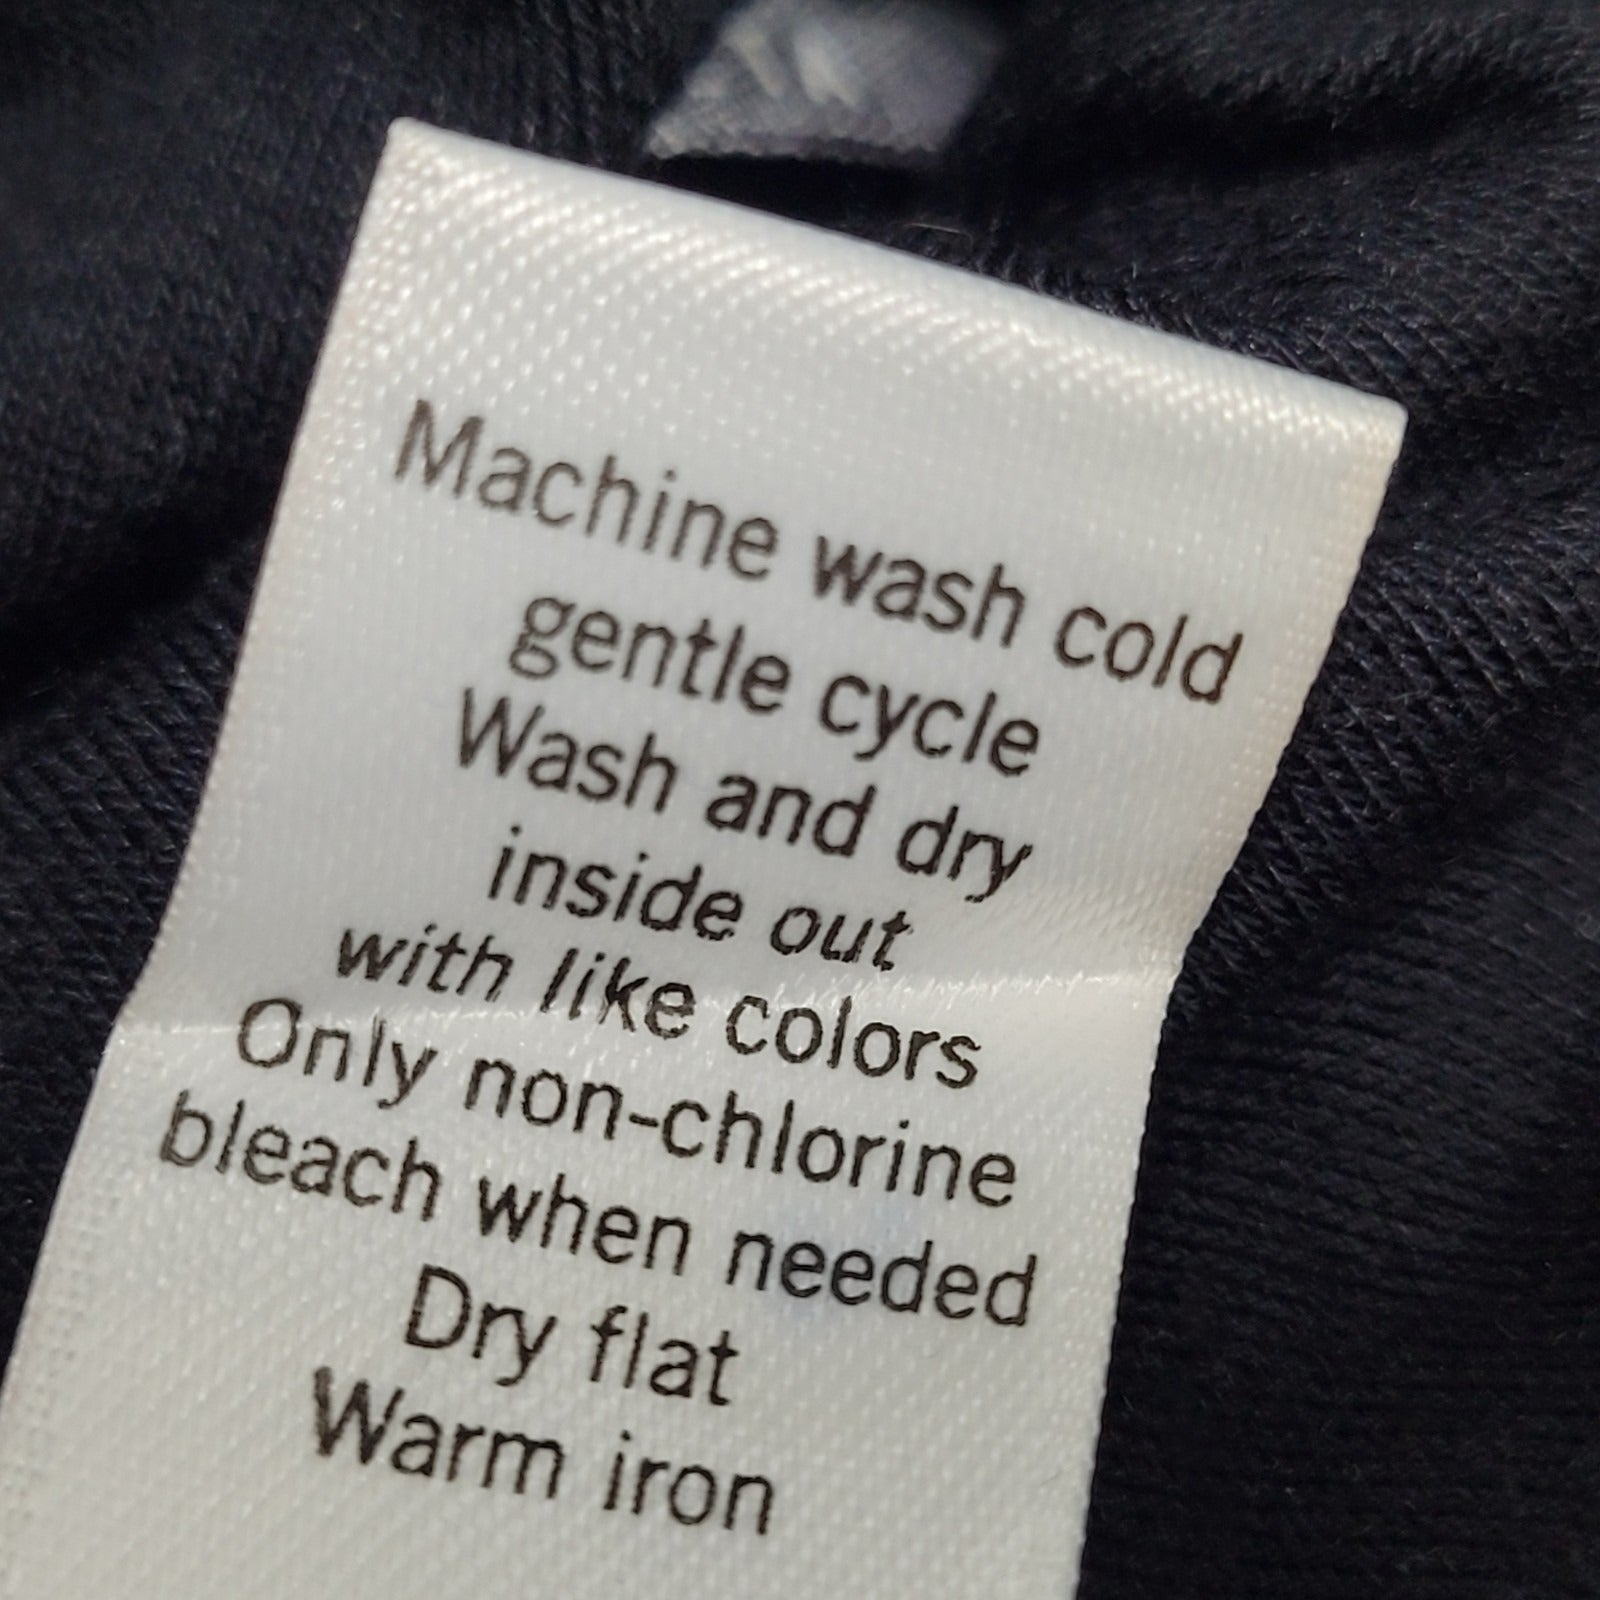 Machine wash cold
gentle cycle
Wash and dry
inside out
with like colors
Only non-chlorine
bleach when needed
Dry flat
Warm iron